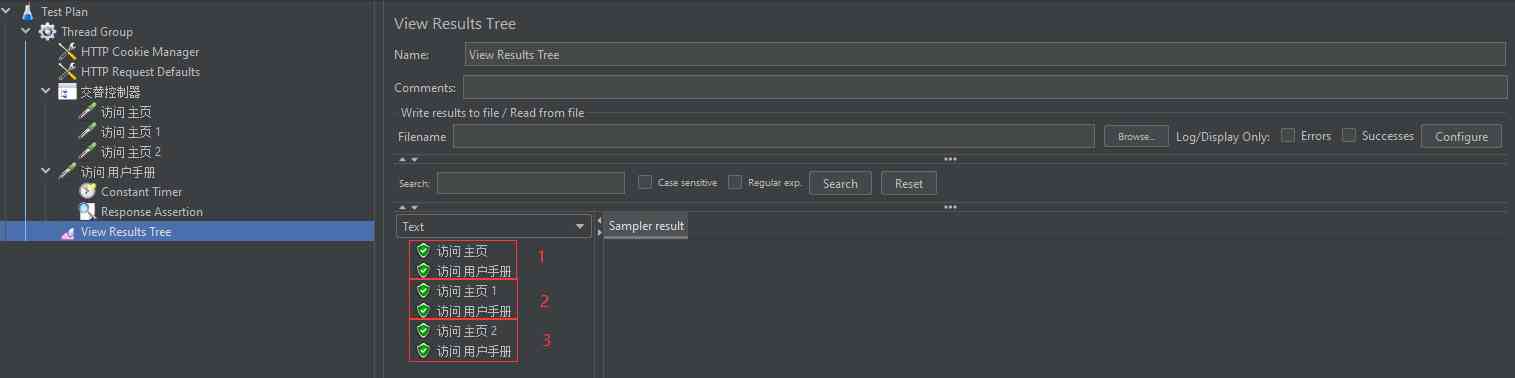 Test Plan
Thread Group
HTTP Cookie Manager
HTTP Request Defaults
交替控制器
访问 主页
访问 主页 1
访问 主页 2
访问 用户手册
Constant Timer
Response Assertion
View Results Tree
View Results Tree
Name: View Results Tree
Comments:
Write results to file / Read from file
Filename Browse... Log/Display Only: Errors Successes Configure
Search: Case sensitive Regular exp. Search Reset
Text Sampler result
访问 主页
访问 用户手册
1
访问 主页 1
访问 用户手册
2
访问 主页 2
访问 用户手册
3